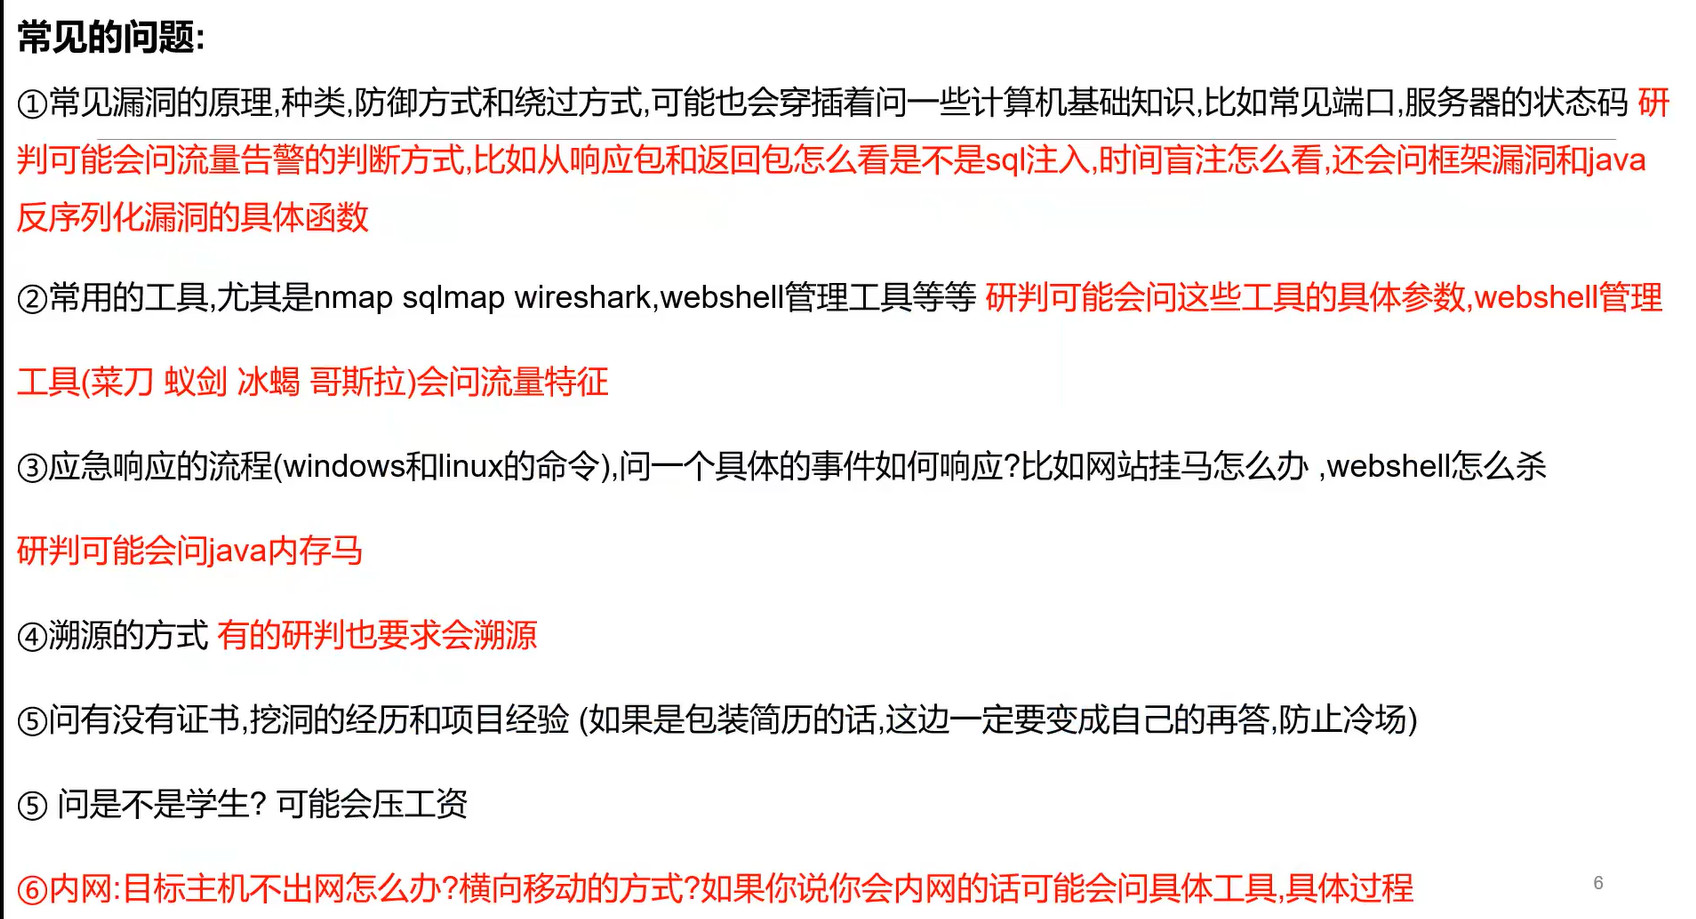 常见的问题:
①常见漏洞的原理,种类,防御方式和绕过方式,可能也会穿插着问一些计算机基础知识,比如常见端口,服务器的状态码 研
判可能会问流量告警的判断方式,比如从响应包和返回包怎么看是不是sql注入,时间盲注怎么看,还会问框架漏洞和java
反序列化漏洞的具体函数
②常用的工具,尤其是nmap sqlmap wireshark,webshell管理工具等等 研判可能会问这些工具的具体参数,webshell管理
工具(菜刀 蚁剑 冰蝎 哥斯拉)会问流量特征
③应急响应的流程(windows和linux的命令),问一个具体的事件如何响应?比如网站挂马怎么办 ,webshell怎么杀
研判可能会问java内存马
④溯源的方式 有的研判也要求会溯源
⑤问有没有证书,挖洞的经历和项目经验 (如果是包装简历的话,这边一定要变成自己的再答,防止冷场)
⑤ 问是不是学生? 可能会压工资
⑥内网:目标主机不出网怎么办?横向移动的方式?如果你说你会内网的话可能会问具体工具,具体过程
6